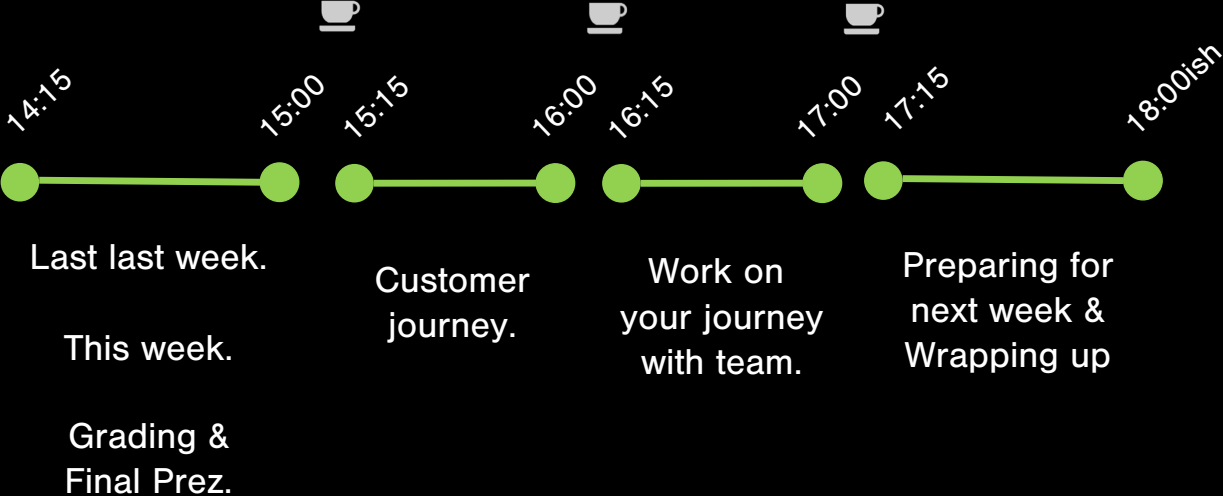 14:15
15:00
15:15
16:00
16:15
17:00
17:15
18:00ish
Last last week.
This week.
Grading &
Final Prez.
Customer
journey.
Work on
your journey
with team.
Preparing for
next week &
Wrapping up